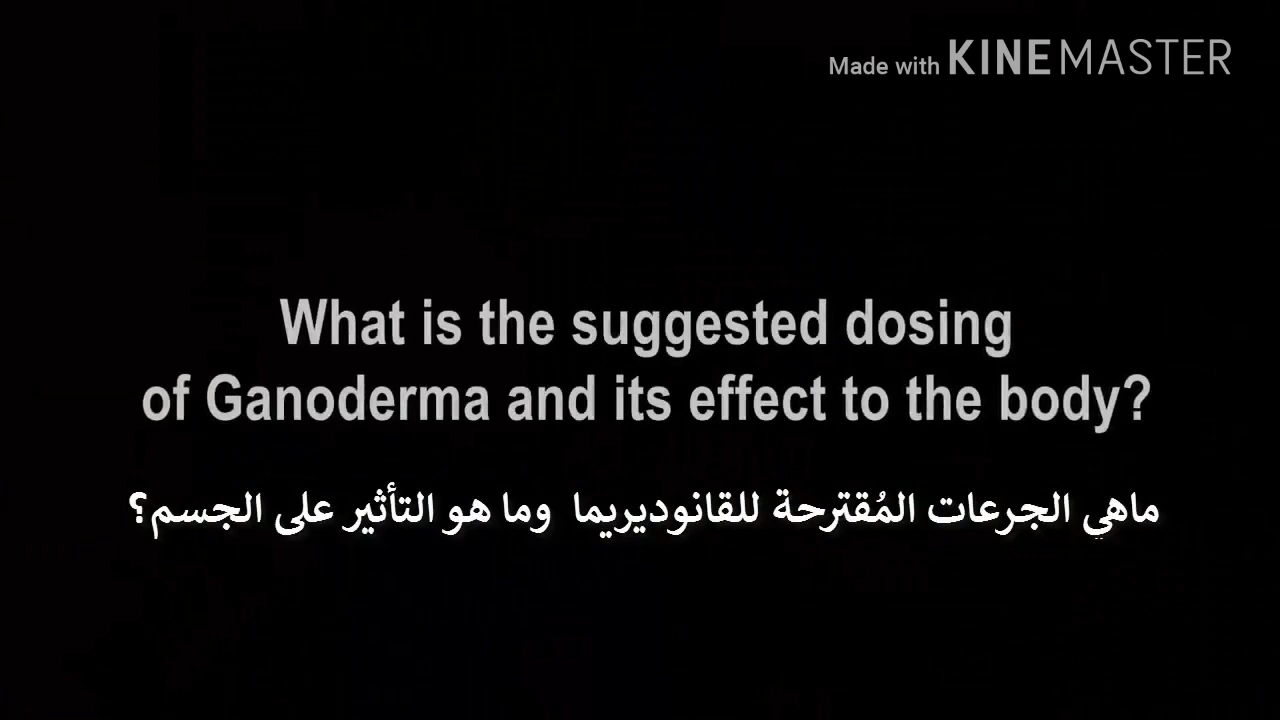 Made with KINEMASTER
What is the suggested dosing
of Ganoderma and its effect to the body?
ماهي الجرعات المُقترحة للقانوديريما وما هو التأثير على الجسم؟